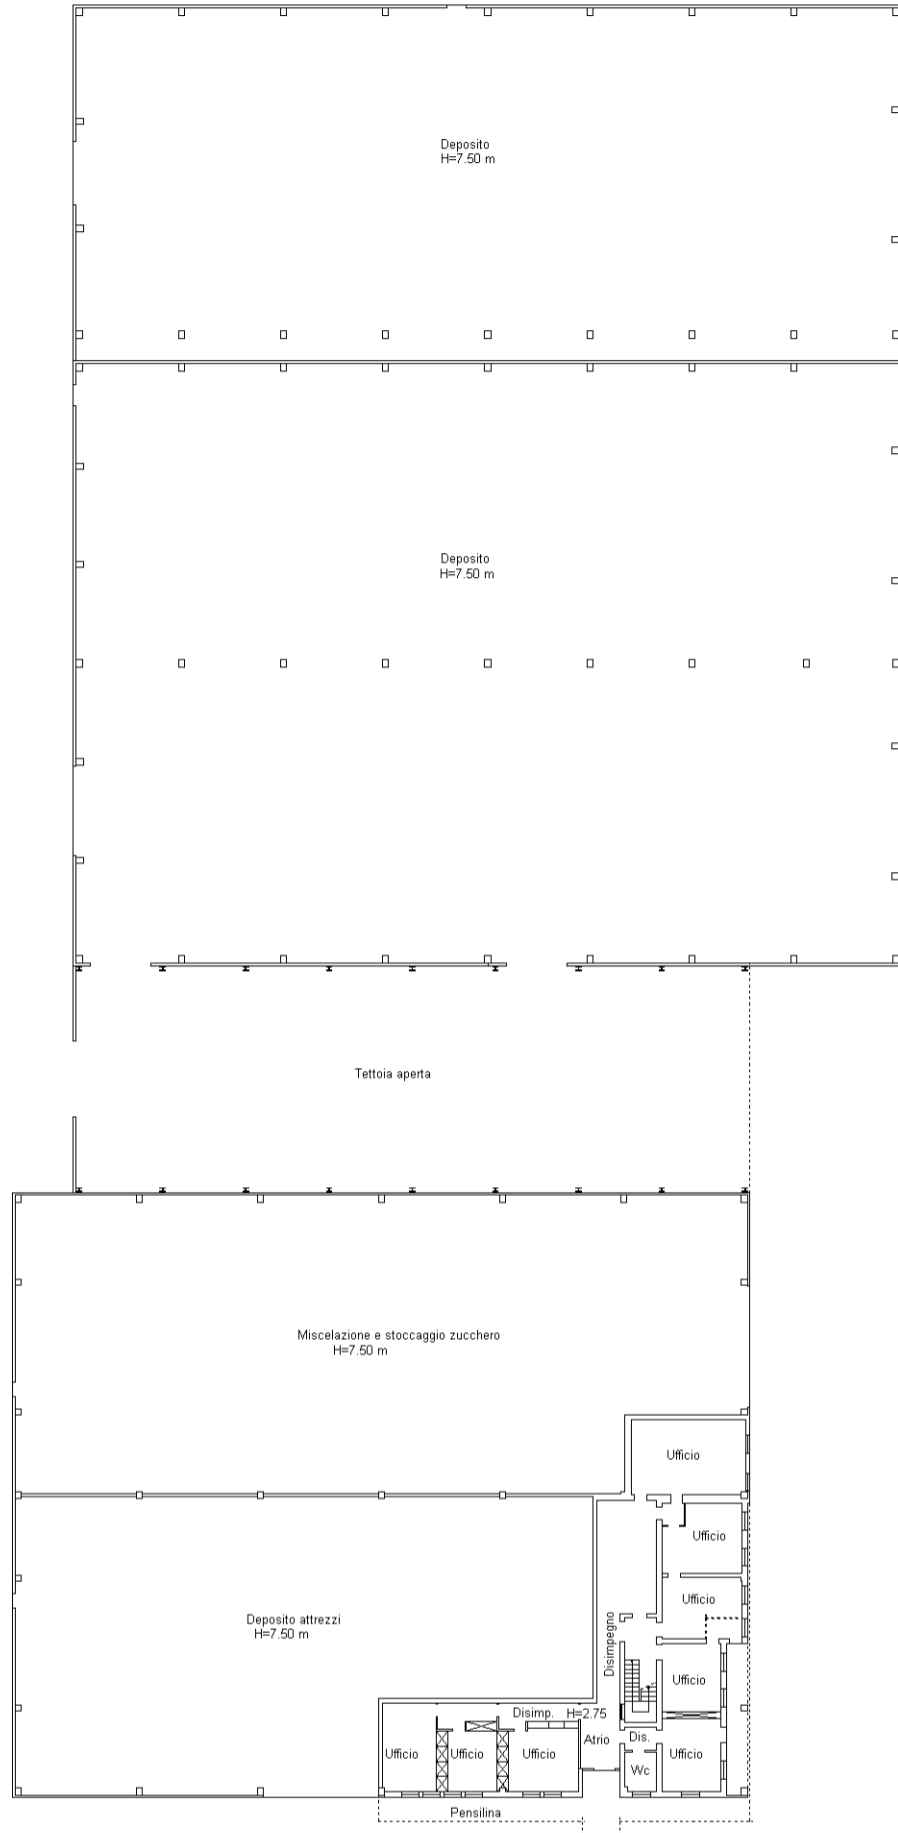 Deposito
H=7.50 m
Deposito
H=7.50 m
Tettoia aperta
Miscelazione e stoccaggio zucchero
H=7.50 m
Ufficio
Ufficio
Ufficio
Deposito attrezzi
H=7.50 m
Disimpegno
Ufficio
Disimp.
H=2.75
Atrio
Dis.
Ufficio
Ufficio
Ufficio
Ufficio
Wc
Pensilina